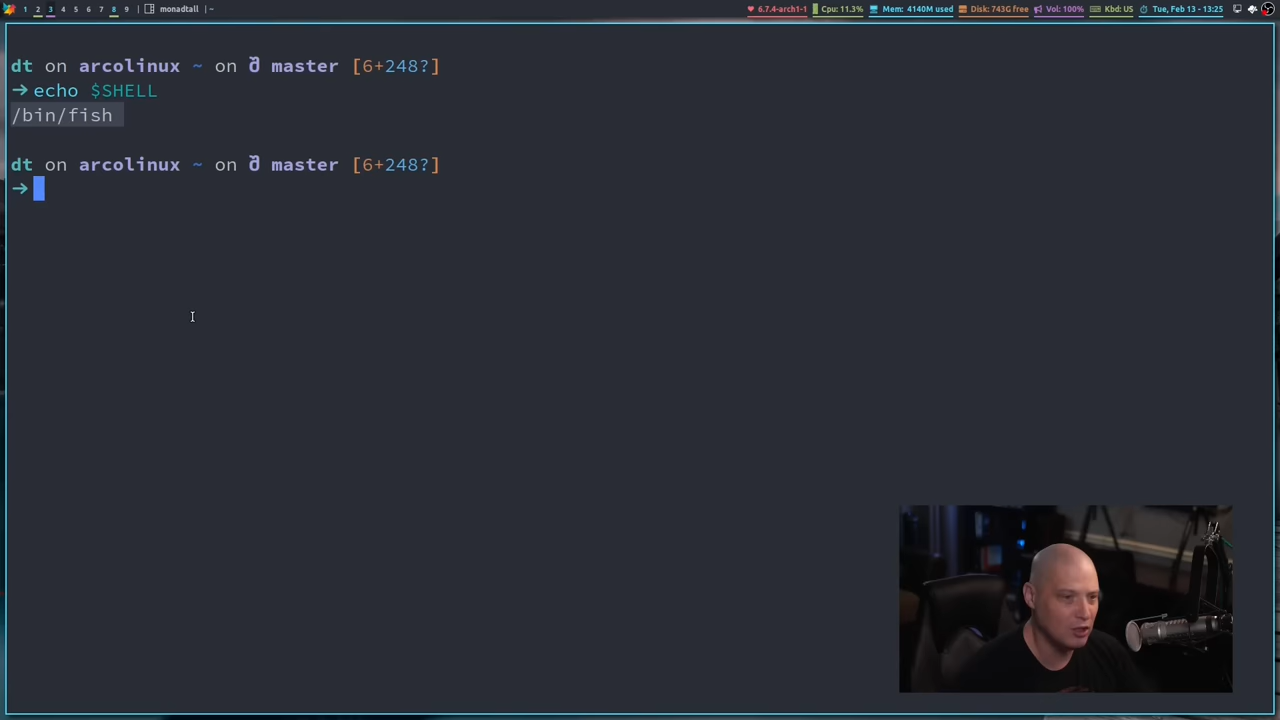 1 2 3 4 5 6 7 8 9 | monadtall | ~
6.7.4-arch1-1 Cpu: 11.3% Mem: 4140M used Disk: 743G free Vol: 100% Kbd: US Tue, Feb 13 - 13:25
dt on arcolinux ~ on ð master [6+248?]
→ echo $SHELL
/bin/fish
dt on arcolinux ~ on ð master [6+248?]
→